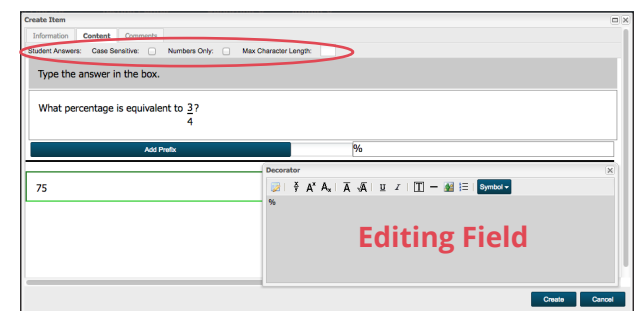 Create Item
Information Content Comments
Student Answers: Case Sensitive: Numbers Only: Max Character Length:
Type the answer in the box.
What percentage is equivalent to 3/4?
Add Prefix %
75
Decorator
Symbol
%
Editing Field
Create Cancel